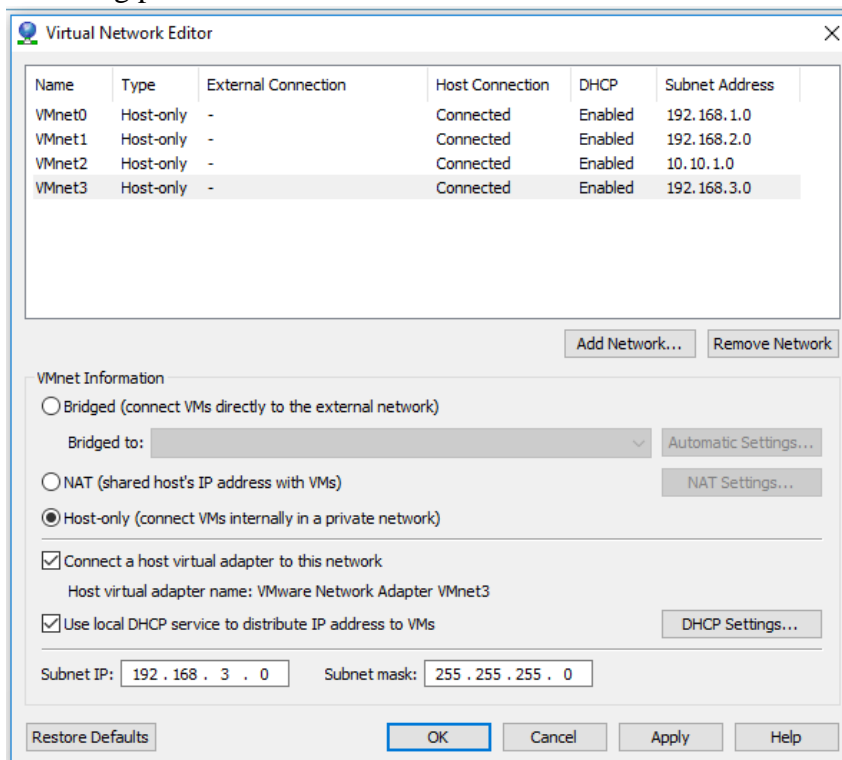 Virtual Network Editor
Name Type External Connection Host Connection DHCP Subnet Address
VMnet0 Host-only - Connected Enabled 192.168.1.0
VMnet1 Host-only - Connected Enabled 192.168.2.0
VMnet2 Host-only - Connected Enabled 10.10.1.0
VMnet3 Host-only - Connected Enabled 192.168.3.0
Add Network... Remove Network
VMnet Information
Bridged (connect VMs directly to the external network)
Bridged to: Automatic Settings...
NAT (shared host's IP address with VMs) NAT Settings...
Host-only (connect VMs internally in a private network)
Connect a host virtual adapter to this network
Host virtual adapter name: VMware Network Adapter VMnet3
Use local DHCP service to distribute IP address to VMs DHCP Settings...
Subnet IP: 192 . 168 . 3 . 0 Subnet mask: 255 . 255 . 255 . 0
Restore Defaults OK Cancel Apply Help